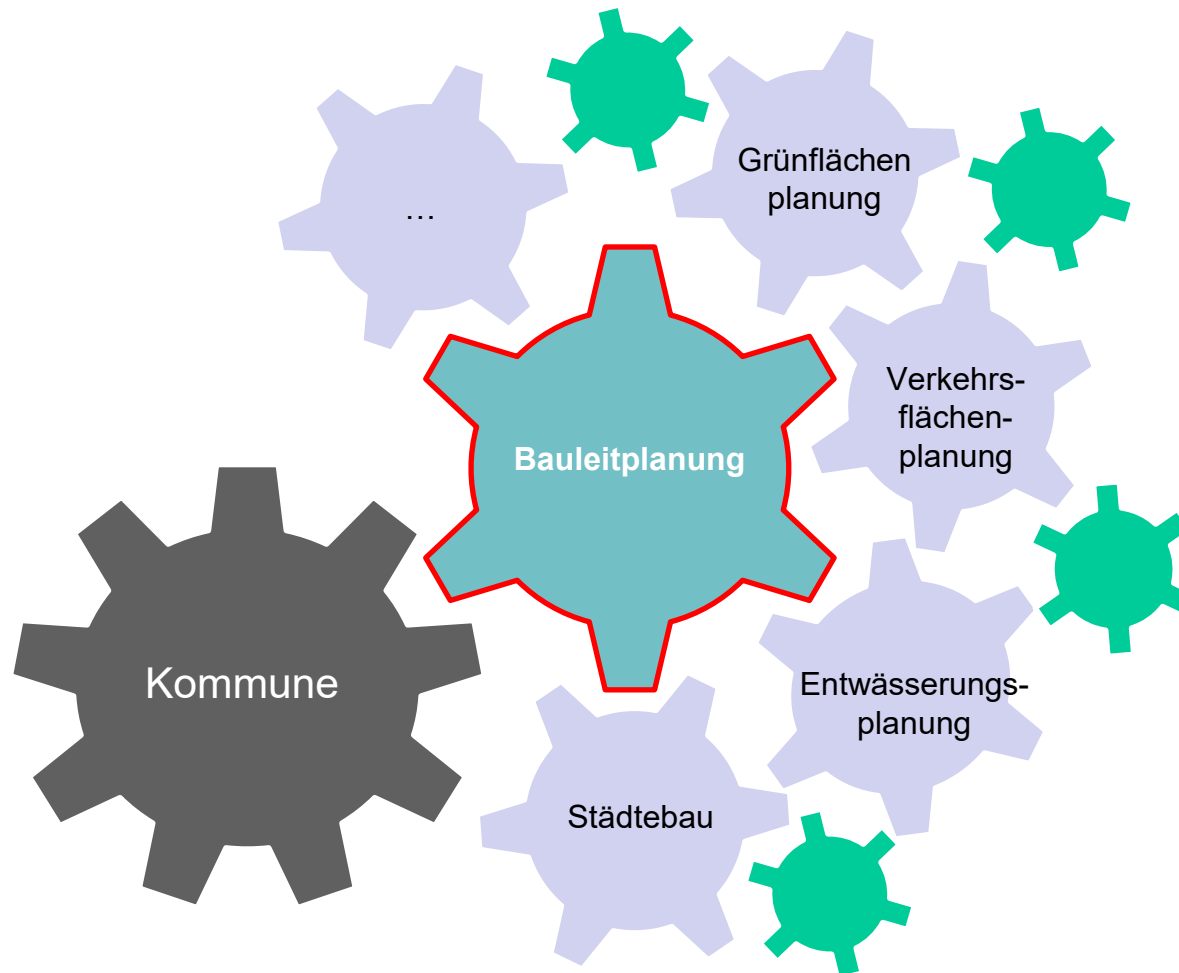 ...
Grünflächen
planung
Verkehrs-
flächen-
planung
Bauleitplanung
Kommune
Entwässerungs-
planung
Städtebau